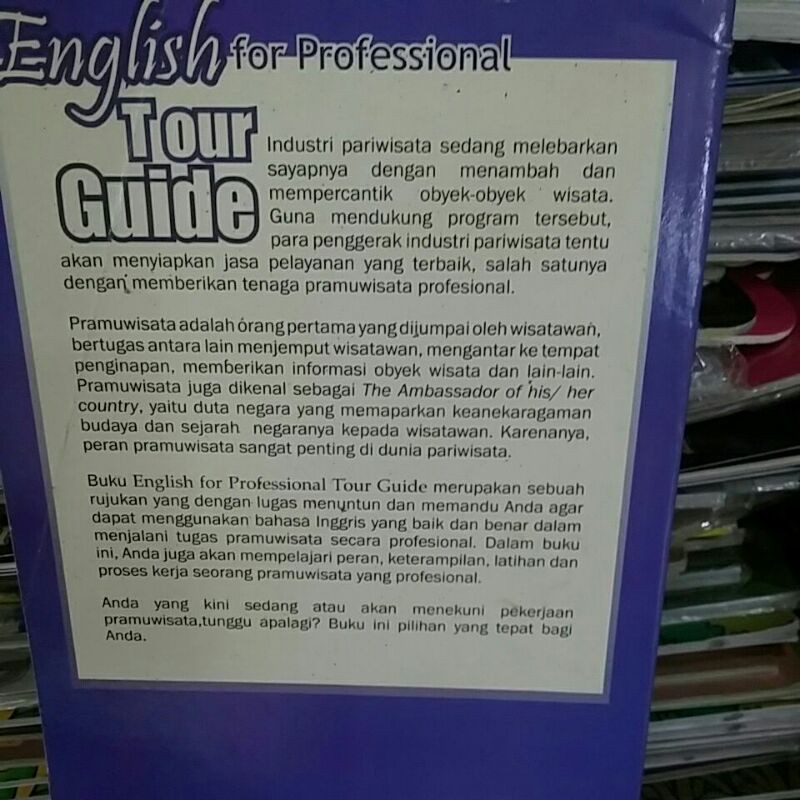 English for Professional
Tour
Guide
Industri pariwisata sedang melebarkan
sayapnya dengan menambah dan
mempercantik obyek-obyek wisata.
Guna mendukung program tersebut,
para penggerak industri pariwisata tentu
akan menyiapkan jasa pelayanan yang terbaik, salah satunya
dengan memberikan tenaga pramuwisata profesional.
Pramuwisata adalah orang pertama yang dijumpai oleh wisatawan,
bertugas antara lain menjemput wisatawan, mengantar ke tempat
penginapan, memberikan informasi obyek wisata dan lain-lain.
Pramuwisata juga dikenal sebagai The Ambassador of his/ her
country, yaitu duta negara yang memaparkan keanekaragaman
budaya dan sejarah negaranya kepada wisatawan. Karenanya,
peran pramuwisata sangat penting di dunia pariwisata.
Buku English for Professional Tour Guide merupakan sebuah
rujukan yang dengan lugas menuntun dan memandu Anda agar
dapat menggunakan bahasa Inggris yang baik dan benar dalam
menjalani tugas pramuwisata secara profesional. Dalam buku
ini, Anda juga akan mempelajari peran, keterampilan, latihan dan
proses kerja seorang pramuwisata yang profesional.
Anda yang kini sedang atau akan menekuni pekerjaan
pramuwisata,tunggu apalagi? Buku ini pilihan yang tepat bagi
Anda.